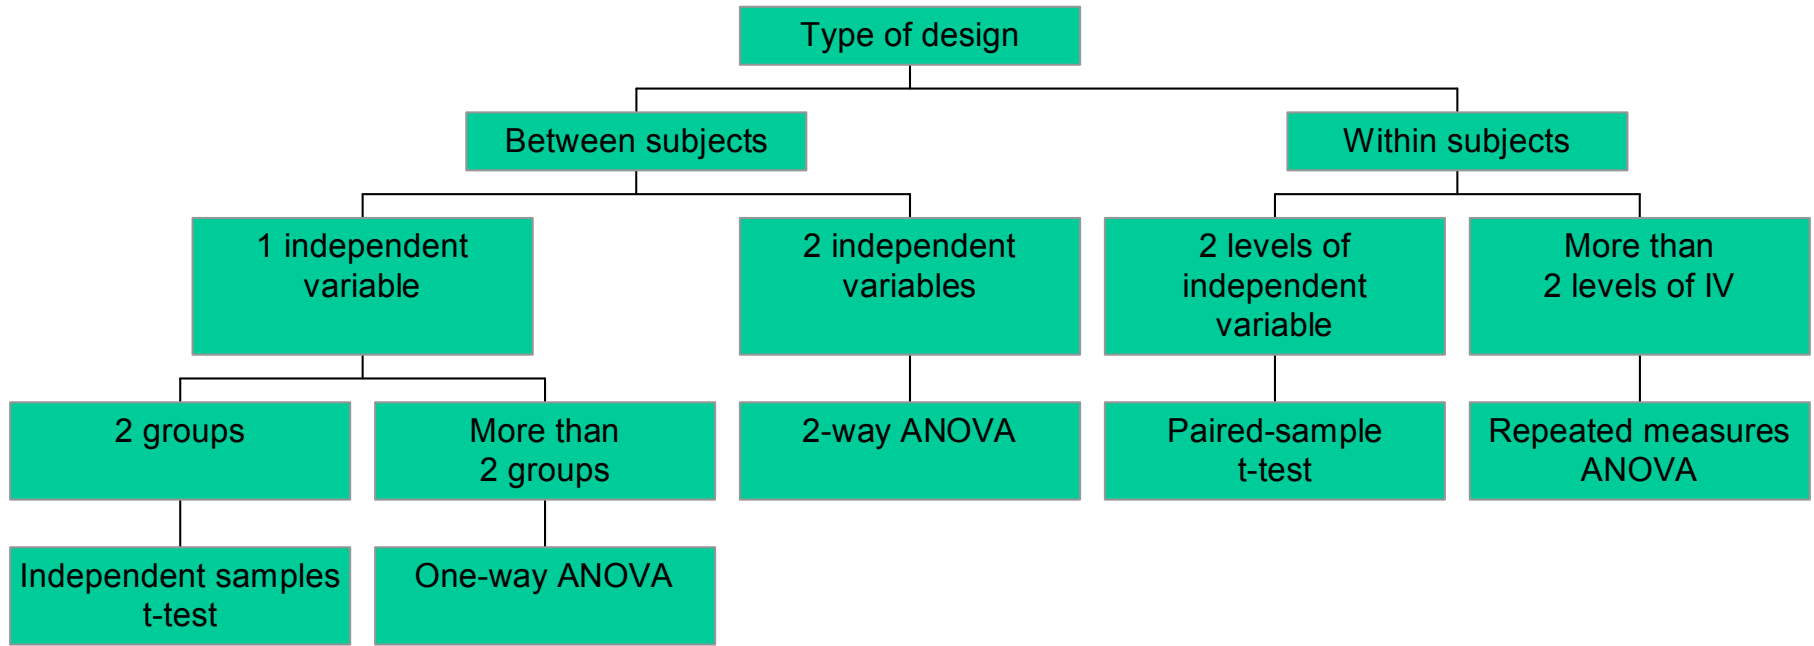 Type of design
Between subjects
Within subjects
1 independent
variable
2 independent
variables
2 levels of
independent
variable
More than
2 levels of IV
2 groups
More than
2 groups
2-way ANOVA
Paired-sample
t-test
Repeated measures
ANOVA
Independent samples
t-test
One-way ANOVA